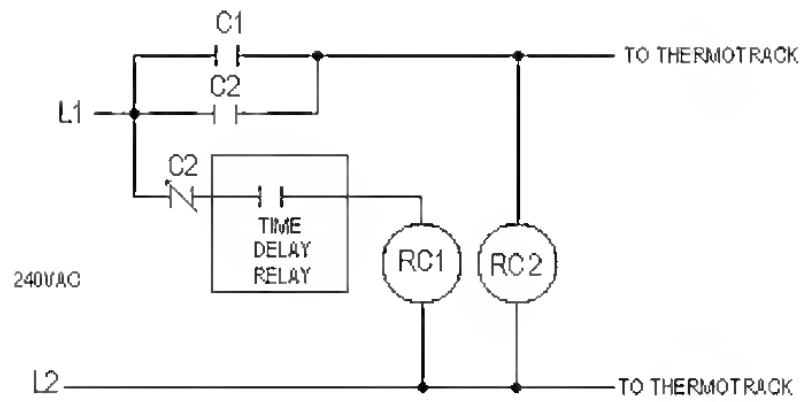 C1
TO THERMOTRACK
C2
L1
C2
TIME
DELAY
RELAY
RC1
RC2
240VAC
L2
TO THERMOTRACK